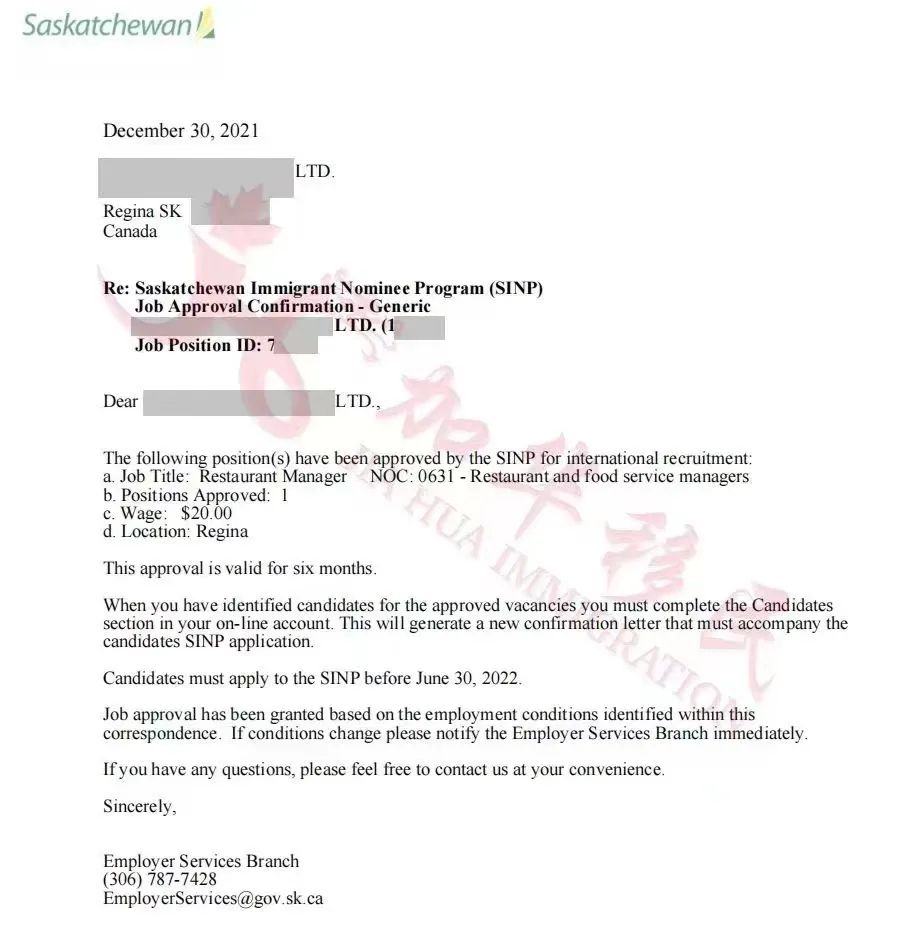 Saskatchewan
December 30, 2021
LTD.
Regina SK
Canada
Re: Saskatchewan Immigrant Nominee Program (SINP)
Job Approval Confirmation - Generic
LTD. (1
Job Position ID: 7
Dear LTD.,
The following position(s) have been approved by the SINP for international recruitment:
a. Job Title: Restaurant Manager NOC: 0631 - Restaurant and food service managers
b. Positions Approved: 1
c. Wage: $20.00
d. Location: Regina
This approval is valid for six months.
When you have identified candidates for the approved vacancies you must complete the Candidates
section in your on-line account. This will generate a new confirmation letter that must accompany the
candidates SINP application.
Candidates must apply to the SINP before June 30, 2022.
Job approval has been granted based on the employment conditions identified within this
correspondence. If conditions change please notify the Employer Services Branch immediately.
If you have any questions, please feel free to contact us at your convenience.
Sincerely,
Employer Services Branch
(306) 787-7428
EmployerServices@gov.sk.ca
加华移民
JIA HUA IMMIGRATION